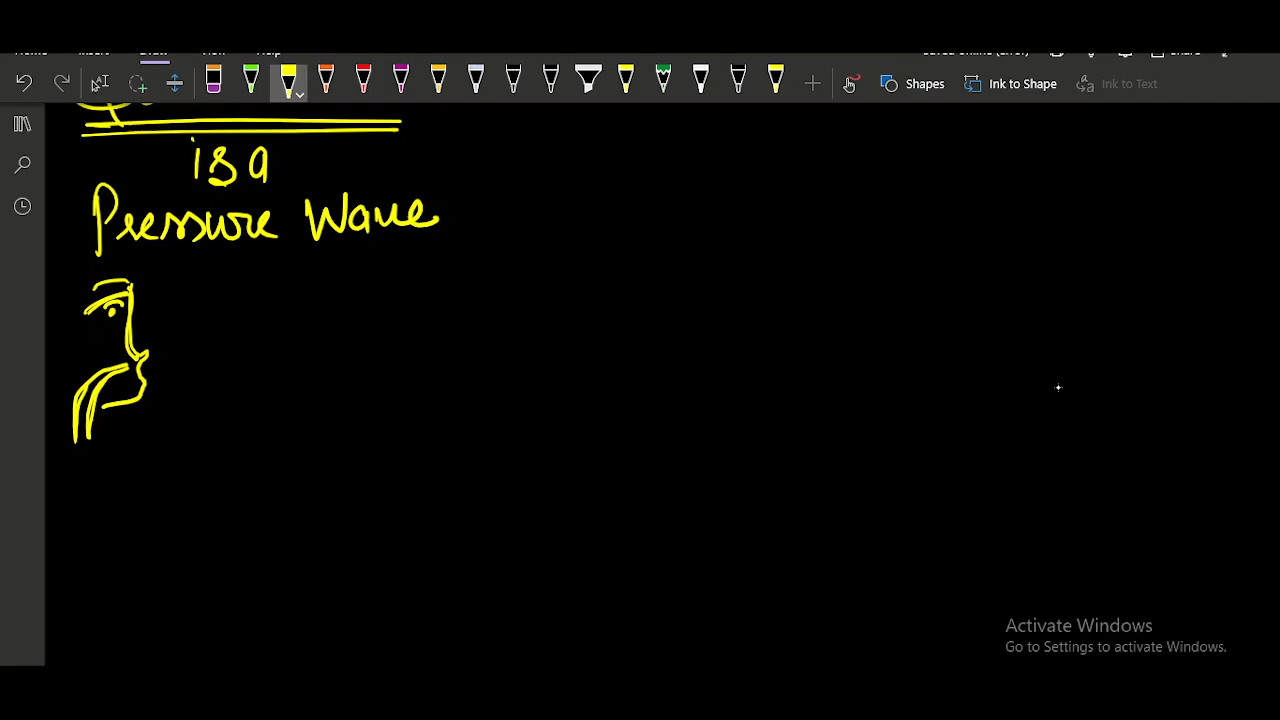 Shapes
Ink to Shape
Ink to Text
is a
Pressure Wave
Activate Windows
Go to Settings to activate Windows.